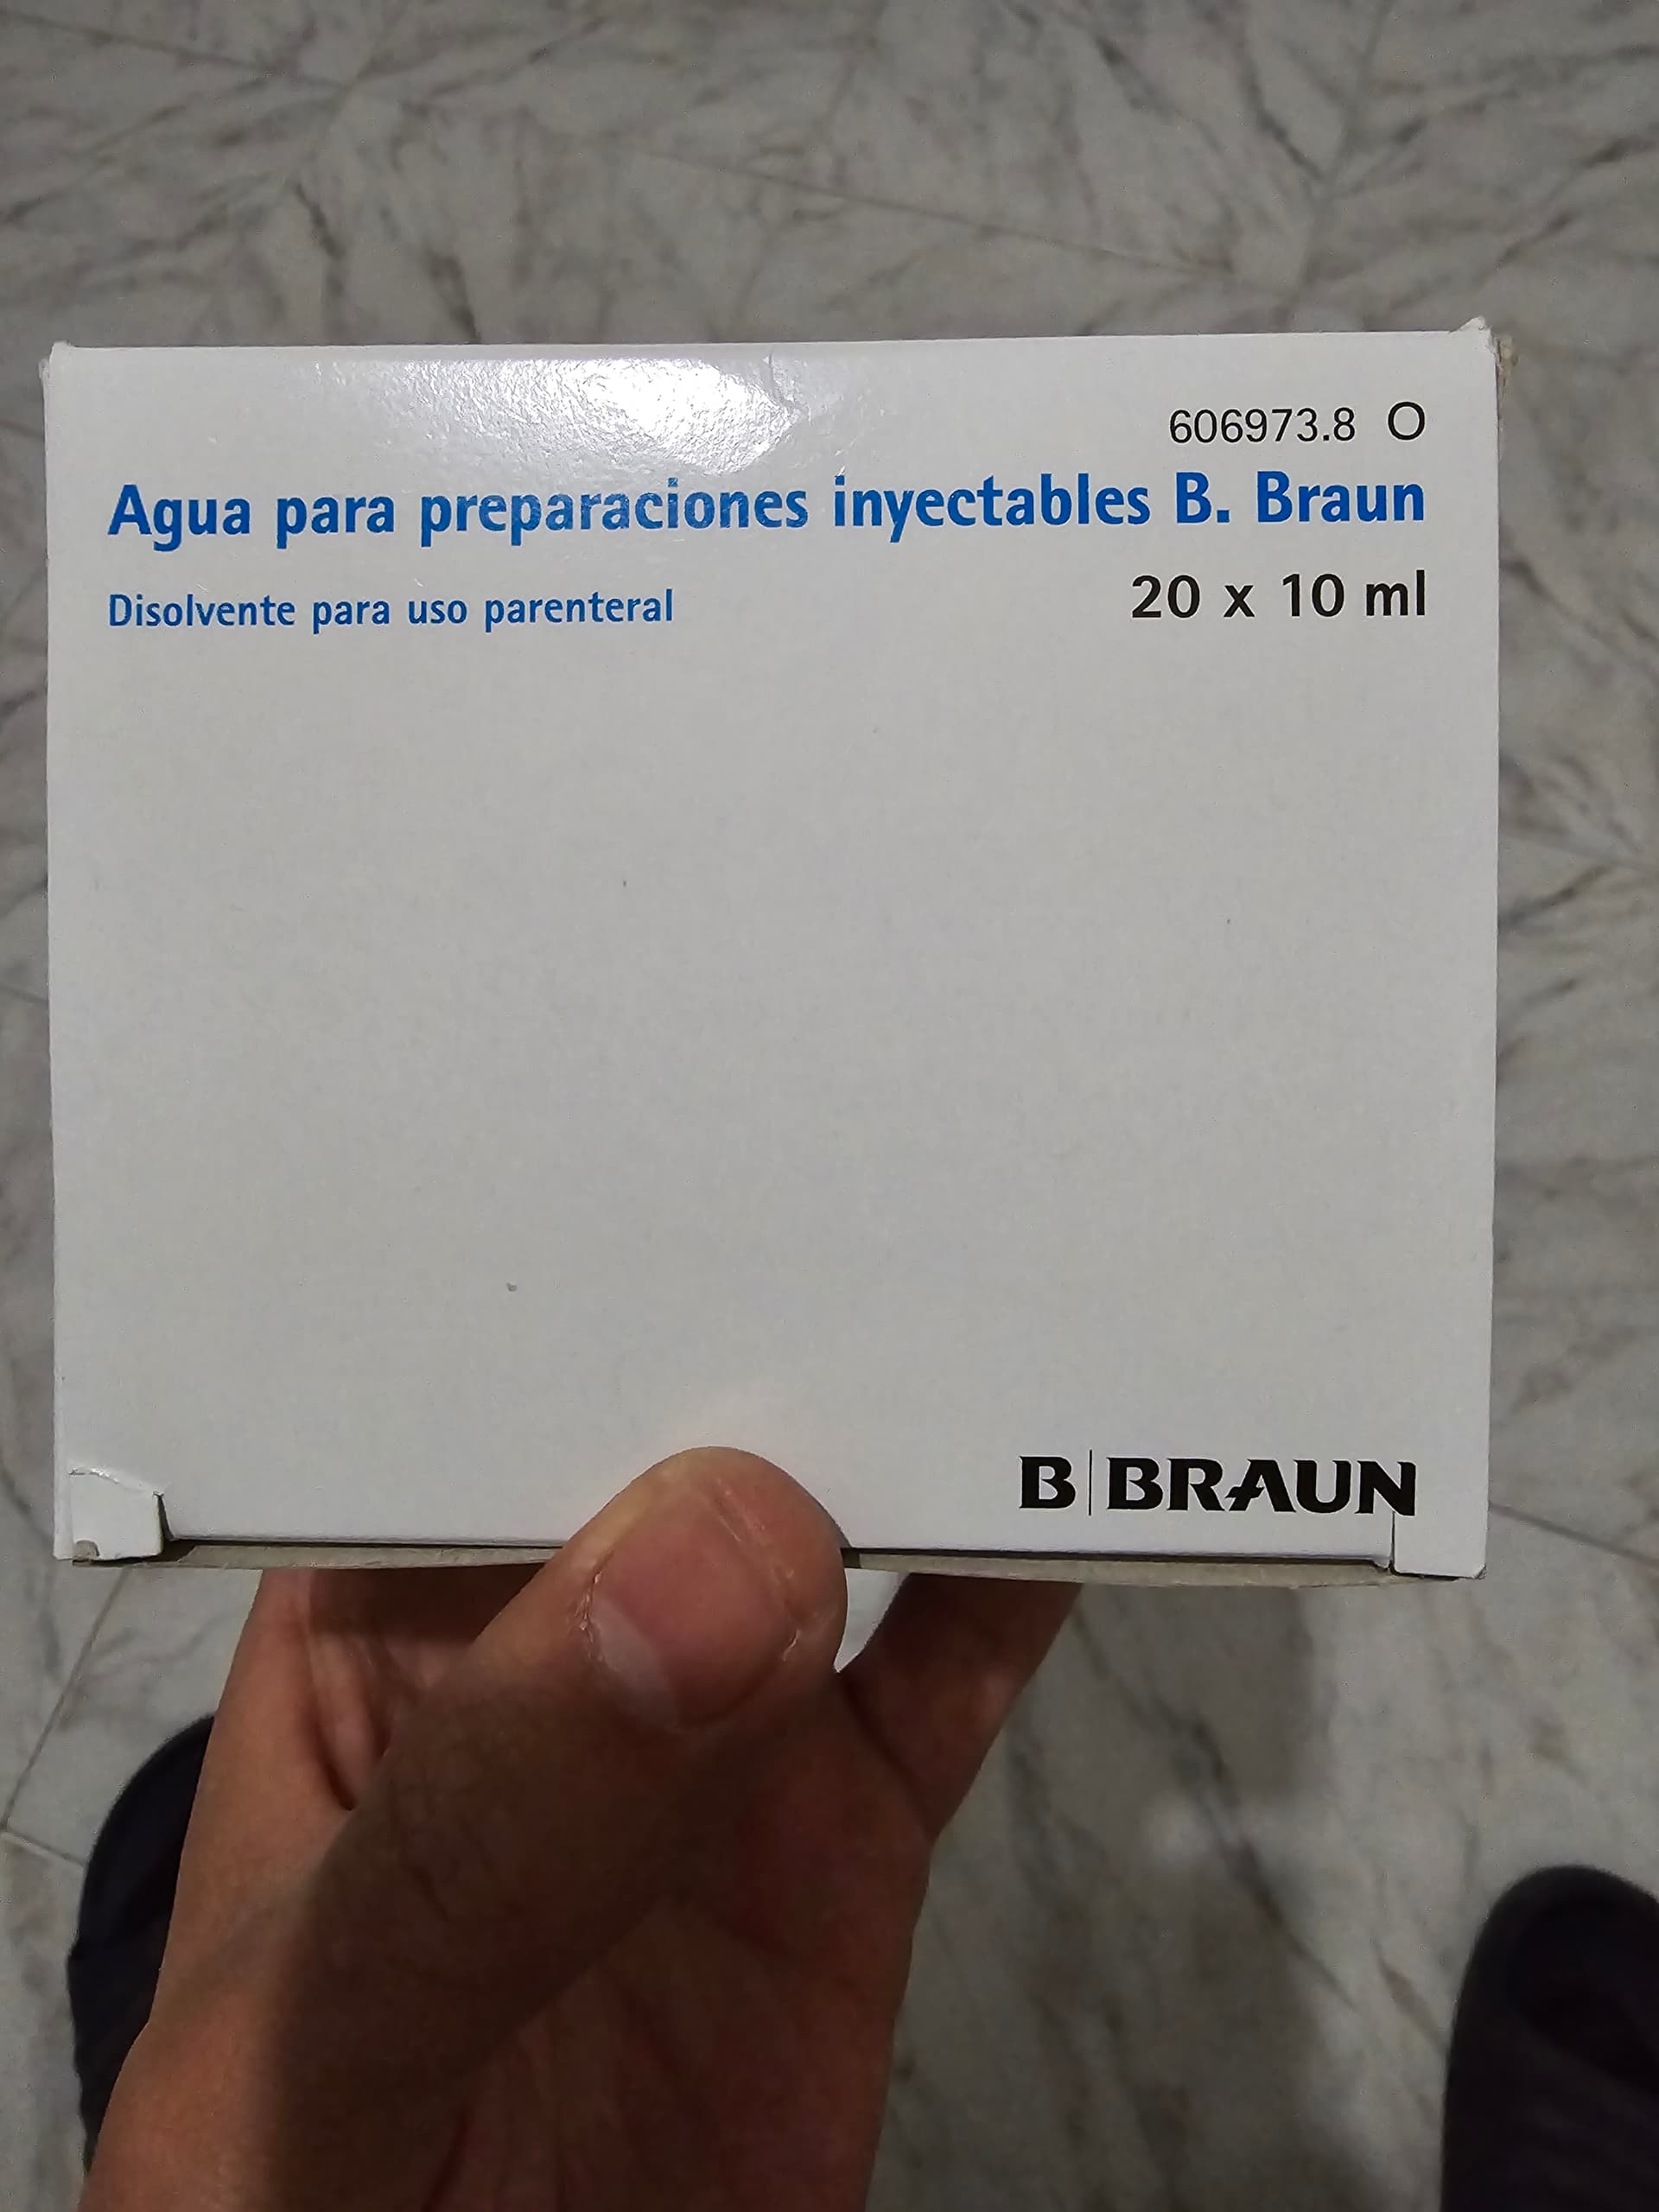 606973.8 O
Agua para preparaciones inyectables B. Braun
Disolvente para uso parenteral
20 x 10 ml
B|BRAUN